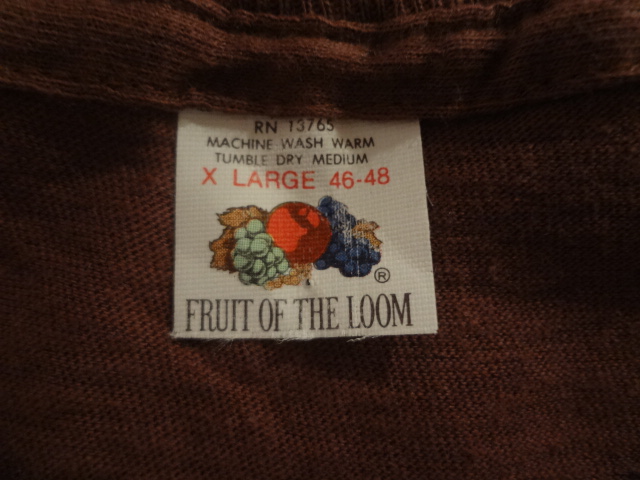 RN 13765
MACHINE WASH WARM
TUMBLE DRY MEDIUM
X LARGE 46-48
®
FRUIT OF THE LOOM